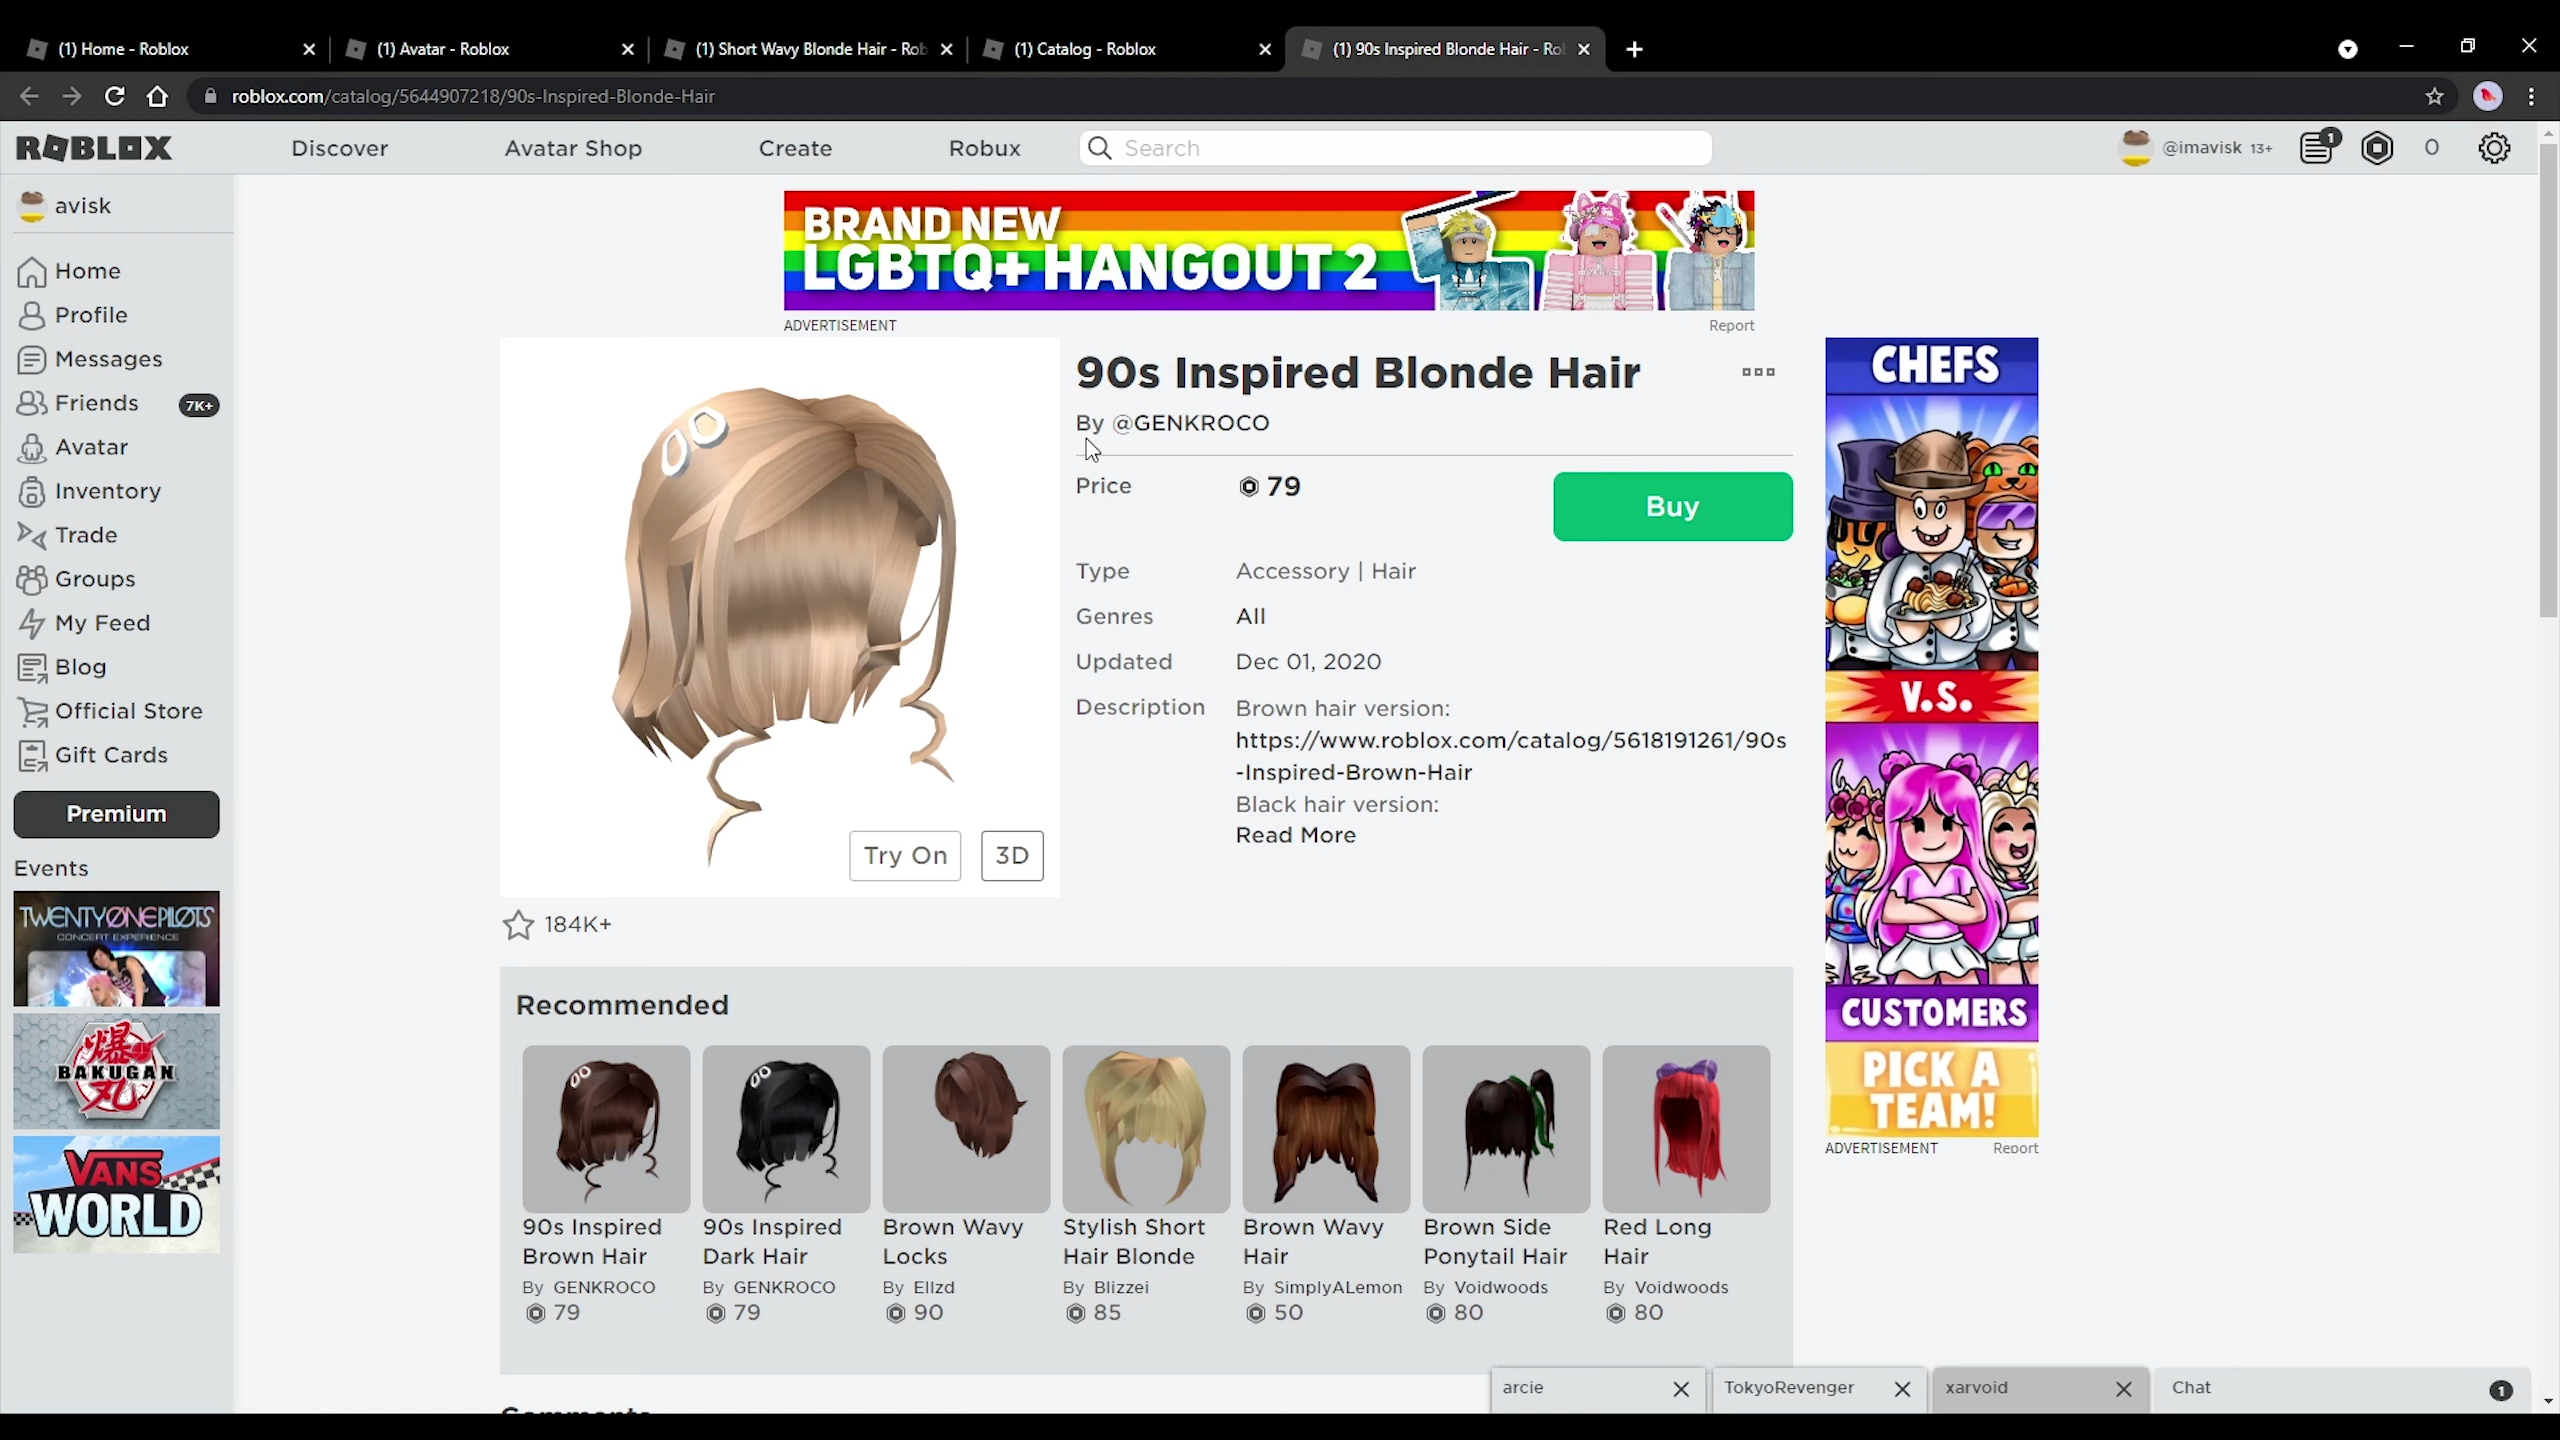 (1) Home - Roblox
(1) Avatar - Roblox
(1) Short Wavy Blonde Hair - Rob
(1) Catalog - Roblox
(1) 90s Inspired Blonde Hair - Ro
roblox.com/catalog/5644907218/90s-Inspired-Blonde-Hair
ROBLOX
Discover
Avatar Shop
Create
Robux
Search
@imavisk 13+
1
0
avisk
Home
Profile
Messages
Friends
7K+
Avatar
Inventory
Trade
Groups
My Feed
Blog
Official Store
Gift Cards
Premium
Events
TWENTY ØNE PILØTS
CONCERT EXPERIENCE
爆
BAKUGAN
丸
VANS
WORLD
BRAND NEW
LGBTQ+ HANGOUT 2
ADVERTISEMENT
Report
90s Inspired Blonde Hair
By @GENKROCO
Price
79
Buy
Type
Accessory | Hair
Genres
All
Updated
Dec 01, 2020
Description
Brown hair version:
https://www.roblox.com/catalog/5618191261/90s
-Inspired-Brown-Hair
Black hair version:
Read More
Try On
3D
184K+
CHEFS
V.S.
CUSTOMERS
PICK A
TEAM!
ADVERTISEMENT
Report
Recommended
90s Inspired
Brown Hair
By GENKROCO
79
90s Inspired
Dark Hair
By GENKROCO
79
Brown Wavy
Locks
By Ellzd
90
Stylish Short
Hair Blonde
By Blizzei
85
Brown Wavy
Hair
By SimplyALemon
50
Brown Side
Ponytail Hair
By Voidwoods
80
Red Long
Hair
By Voidwoods
80
Comments
arcie
TokyoRevenger
xarvoid
Chat
1